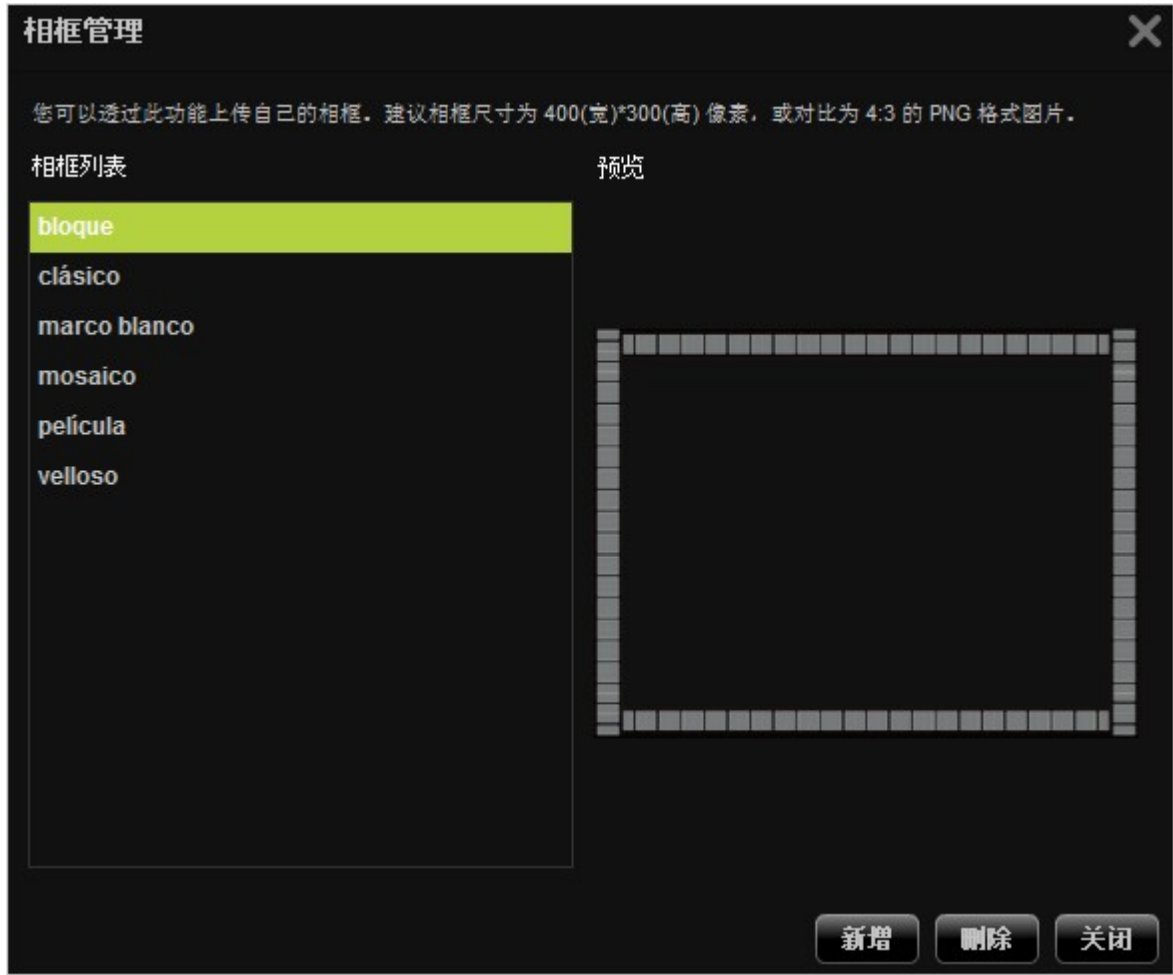 相框管理
您可以透过此功能上传自己的相框. 建议相框尺寸为 400(宽)*300(高) 像素, 或对比为 4:3 的 PNG 格式图片.
相框列表
预览
bloque
clásico
marco blanco
mosaico
película
velloso
新增
删除
关闭